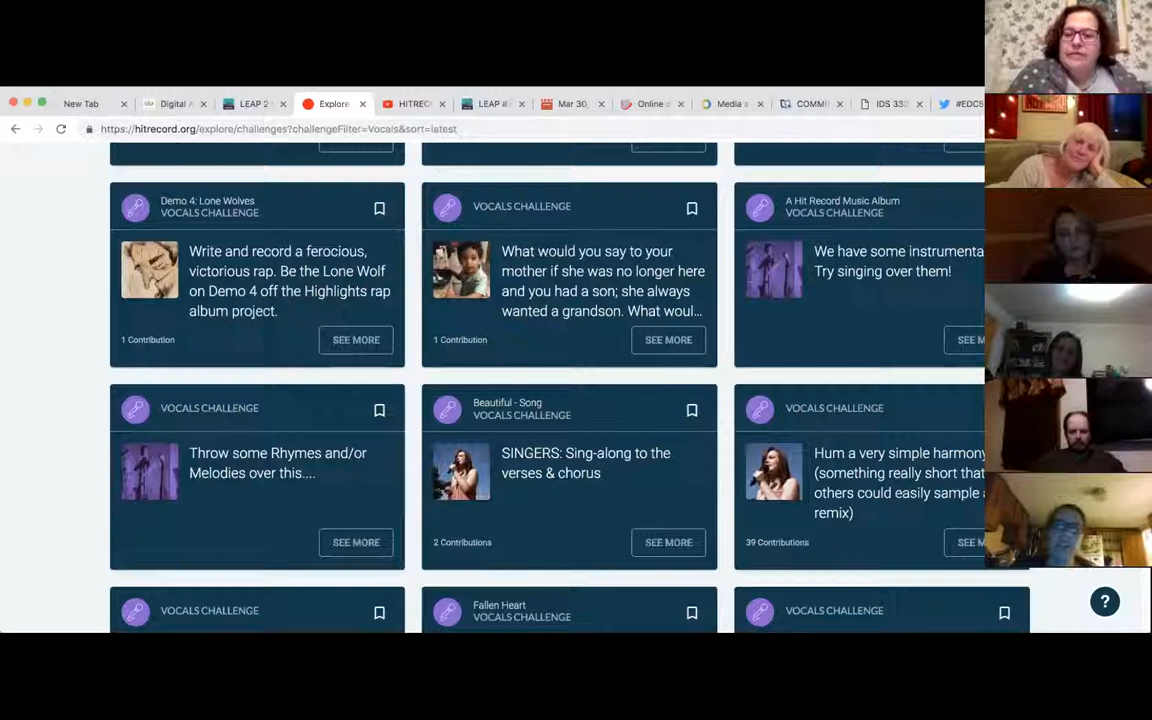 New Tab
Digital A
LEAP 2
Explore
HITREC
LEAP #
Mar 30,
Online d
Media s
COMM
IDS 332
#EDC5
https://hitrecord.org/explore/challenges?challengeFilter=Vocals&sort=latest
Demo 4: Lone Wolves
VOCALS CHALLENGE
Write and record a ferocious,
victorious rap. Be the Lone Wolf
on Demo 4 off the Highlights rap
album project.
1 Contribution
SEE MORE
VOCALS CHALLENGE
What would you say to your
mother if she was no longer here
and you had a son; she always
wanted a grandson. What woul...
1 Contribution
SEE MORE
A Hit Record Music Album
VOCALS CHALLENGE
We have some instrumenta
Try singing over them!
SEE M
VOCALS CHALLENGE
Throw some Rhymes and/or
Melodies over this....
SEE MORE
Beautiful - Song
VOCALS CHALLENGE
SINGERS: Sing-along to the
verses & chorus
2 Contributions
SEE MORE
VOCALS CHALLENGE
Hum a very simple harmony
(something really short that
others could easily sample
remix)
39 Contributions
SEE M
VOCALS CHALLENGE
Fallen Heart
VOCALS CHALLENGE
VOCALS CHALLENGE
?